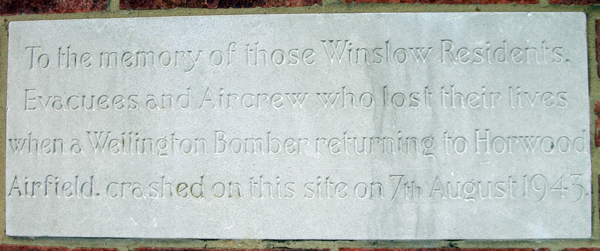 To the memory of those Winslow Residents,
Evacuees and Aircrew who lost their lives
when a Wellington Bomber returning to Horwood
Airfield, crashed on this site on 7th August 1943.